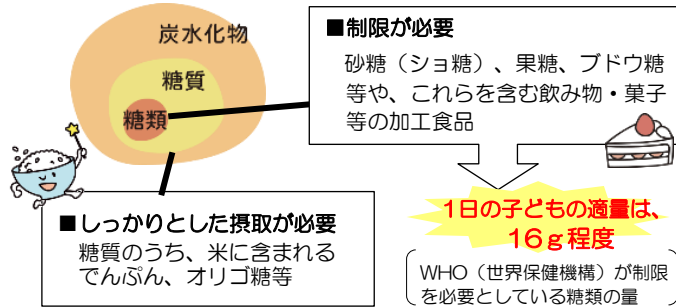 炭水化物
糖質
糖類
■制限が必要
砂糖（ショ糖）、果糖、ブドウ糖
等や、これらを含む飲み物・菓子
等の加工食品
■しっかりとした摂取が必要
糖質のうち、米に含まれる
でんぷん、オリゴ糖等
1日の子どもの適量は、
16g程度
WHO（世界保健機構）が制限
を必要としている糖類の量